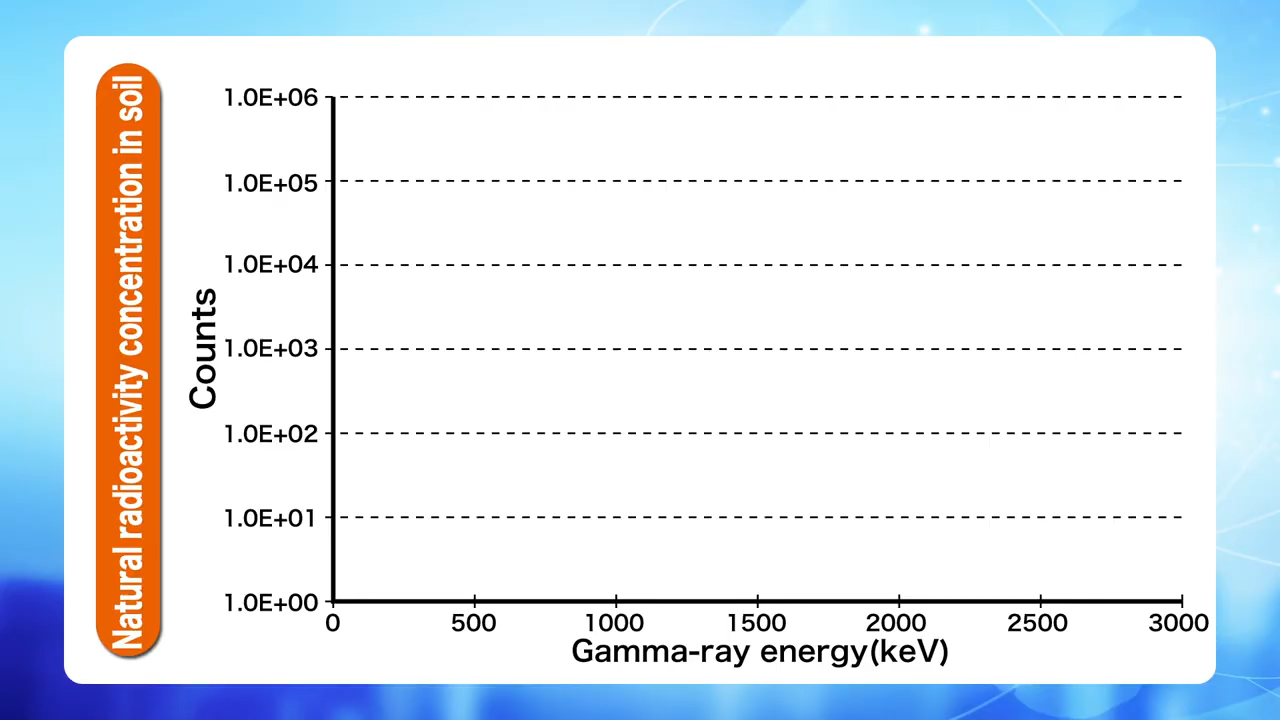 Natural radioactivity concentration in soil
Counts
1.0E+06
1.0E+05
1.0E+04
1.0E+03
1.0E+02
1.0E+01
1.0E+00
0 500 1000 1500 2000 2500 3000
Gamma-ray energy(keV)